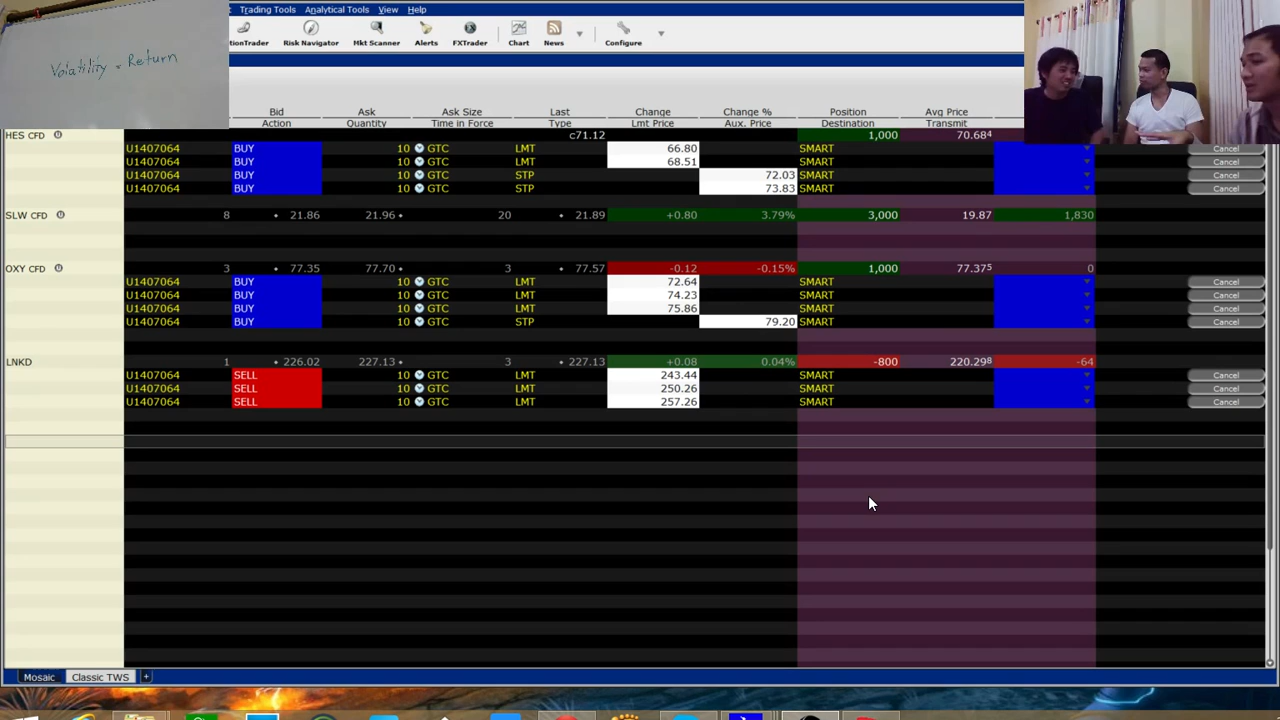 Trading Tools Analytical Tools View Help
tionTrader Risk Navigator Mkt Scanner Alerts FXTrader Chart News Configure
Volatility = Return
Bid Ask Ask Size Last Change Change % Position Avg Price
Action Quantity Time in Force Type Lmt Price Aux. Price Destination Transmit
HES CFD c71.12 1,000 70.684
U1407064 BUY 10 GTC LMT 66.80 SMART Cancel
U1407064 BUY 10 GTC LMT 68.51 SMART Cancel
U1407064 BUY 10 GTC STP 72.03 SMART Cancel
U1407064 BUY 10 GTC STP 73.83 SMART Cancel
SLW CFD 8 21.86 21.96 20 21.89 +0.80 3.79% 3,000 19.87 1,830
OXY CFD 3 77.35 77.70 3 77.57 -0.12 -0.15% 1,000 77.375 0
U1407064 BUY 10 GTC LMT 72.64 SMART Cancel
U1407064 BUY 10 GTC LMT 74.23 SMART Cancel
U1407064 BUY 10 GTC LMT 75.86 SMART Cancel
U1407064 BUY 10 GTC STP 79.20 SMART Cancel
LNKD 1 226.02 227.13 3 227.13 +0.08 0.04% -800 220.298 -64
U1407064 SELL 10 GTC LMT 243.44 SMART Cancel
U1407064 SELL 10 GTC LMT 250.26 SMART Cancel
U1407064 SELL 10 GTC LMT 257.26 SMART Cancel
Mosaic Classic TWS +